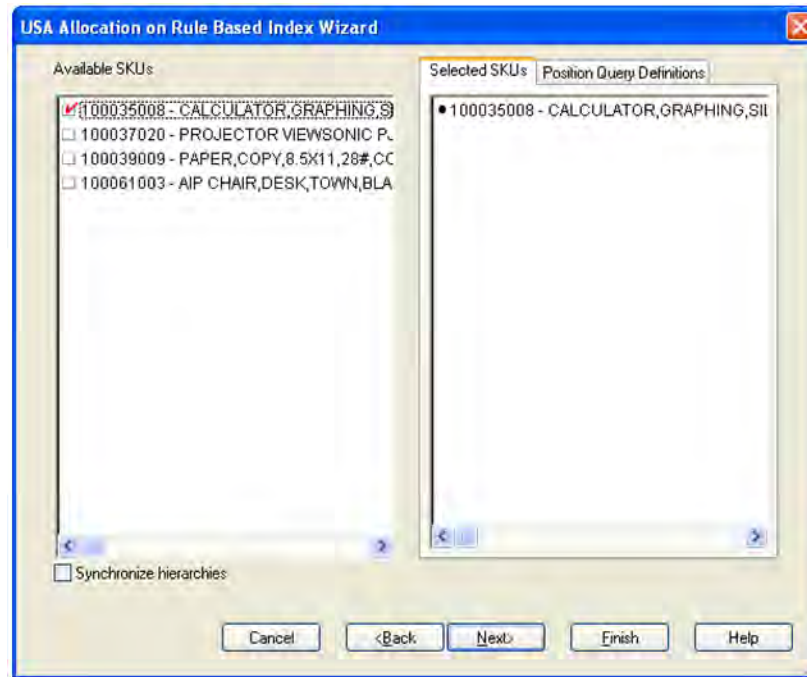 USA Allocation on Rule Based Index Wizard
Available SKUs
100035008 - CALCULATOR,GRAPHING,S
100037020 - PROJECTOR VIEWSONIC PJ
100039009 - PAPER,COPY,8.5X11,28#,CC
100061003 - AIP CHAIR,DESK,TOWN,BLA
Synchronize hierarchies
Selected SKUs Position Query Definitions
•100035008 - CALCULATOR,GRAPHING,SIL
Cancel <Back Next> Finish Help